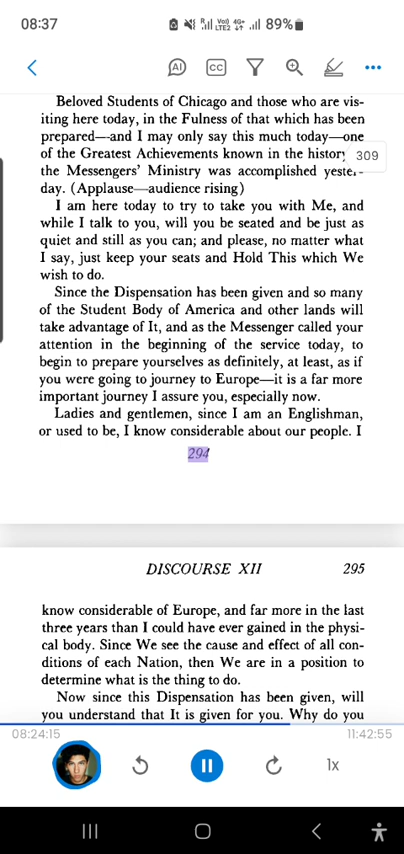 08:37
89%
AI
CC
Beloved Students of Chicago and those who are vis-
iting here today, in the Fulness of that which has been
prepared—and I may only say this much today—one
of the Greatest Achievements known in the history
309
the Messengers' Ministry was accomplished yester-
day. (Applause—audience rising)
I am here today to try to take you with Me, and
while I talk to you, will you be seated and be just as
quiet and still as you can; and please, no matter what
I say, just keep your seats and Hold This which We
wish to do.
Since the Dispensation has been given and so many
of the Student Body of America and other lands will
take advantage of It, and as the Messenger called your
attention in the beginning of the service today, to
begin to prepare yourselves as definitely, at least, as if
you were going to journey to Europe—it is a far more
important journey I assure you, especially now.
Ladies and gentlemen, since I am an Englishman,
or used to be, I know considerable about our people. I
294
DISCOURSE XII 295
know considerable of Europe, and far more in the last
three years than I could have ever gained in the physi-
cal body. Since We see the cause and effect of all con-
ditions of each Nation, then We are in a position to
determine what is the thing to do.
Now since this Dispensation has been given, will
you understand that It is given for you. Why do you
08:24:15 11:42:55
1x